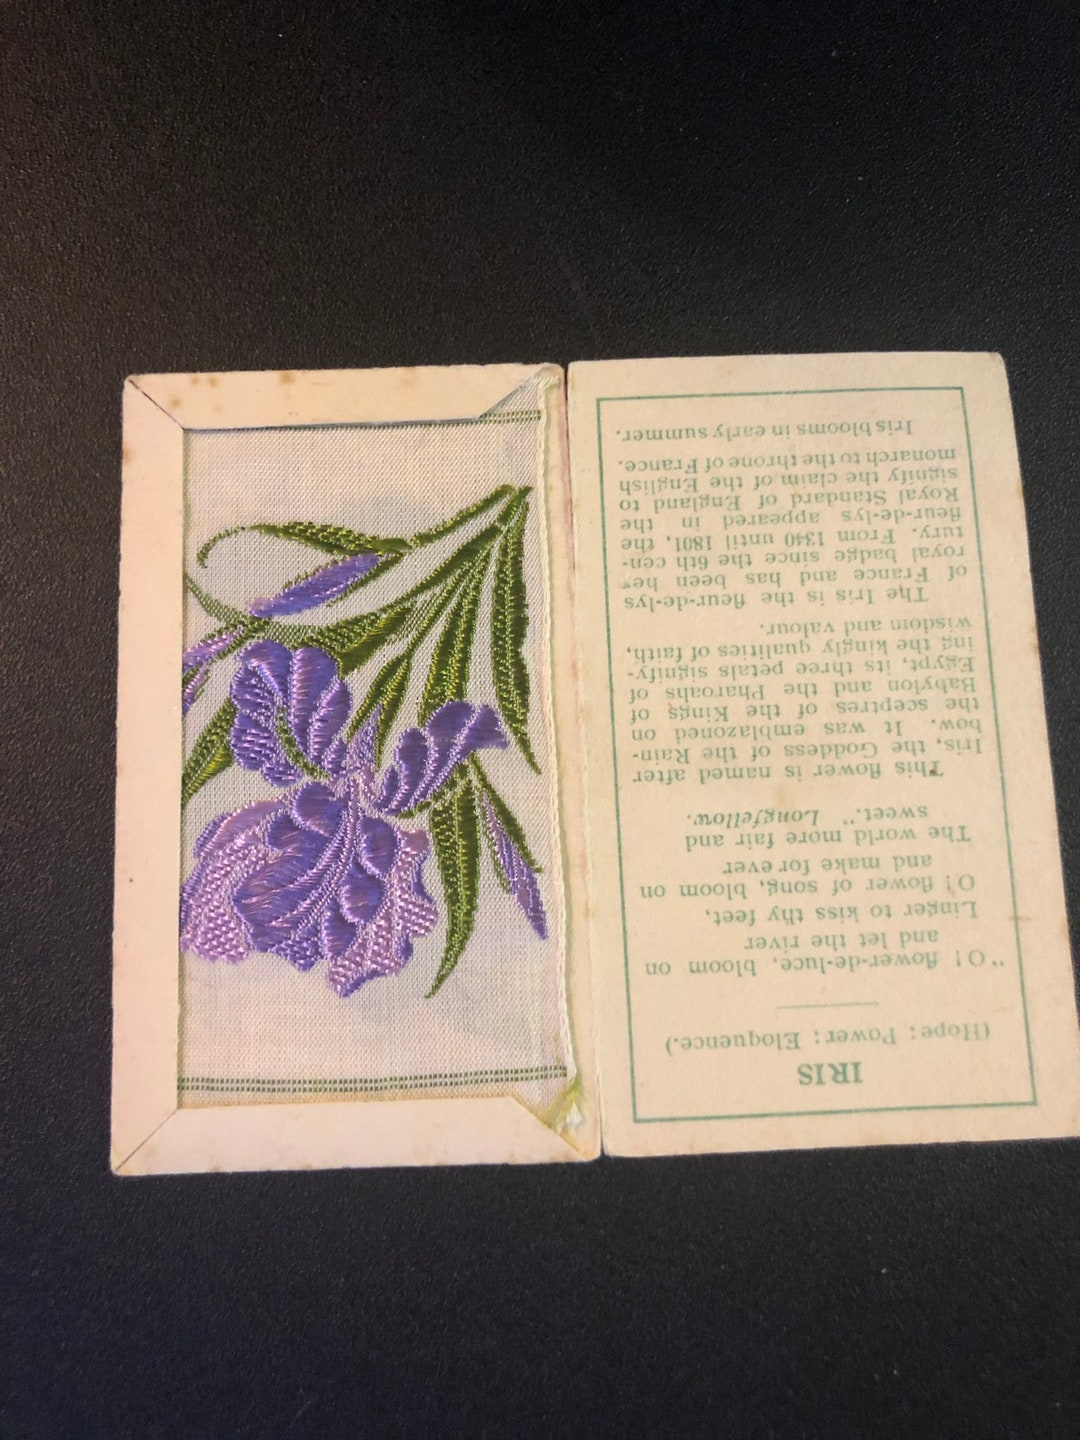 IRIS
(Hope; Power; Eloquence.)
"O! flower-de-luce, bloom on
and let the river
Linger to kiss thy feet,
O! flower of song, bloom on
and make for ever
The world more fair and
sweet." Longfellow.
This flower is named after
Iris, the Goddess of the Rain-
bow. It was emblazoned on
the sceptres of the Kings of
Babylon and the Pharoahs of
Egypt, its three petals signify-
ing the kingly qualities of faith,
wisdom and valour.
The Iris is the fleur-de-lys
of France and has been he
royal badge since the 6th cen-
tury. From 1340 until 1801, the
fleur-de-lys appeared in the
Royal Standard of England to
signify the claim of the English
monarch to the throne of France.
Iris blooms in early summer.